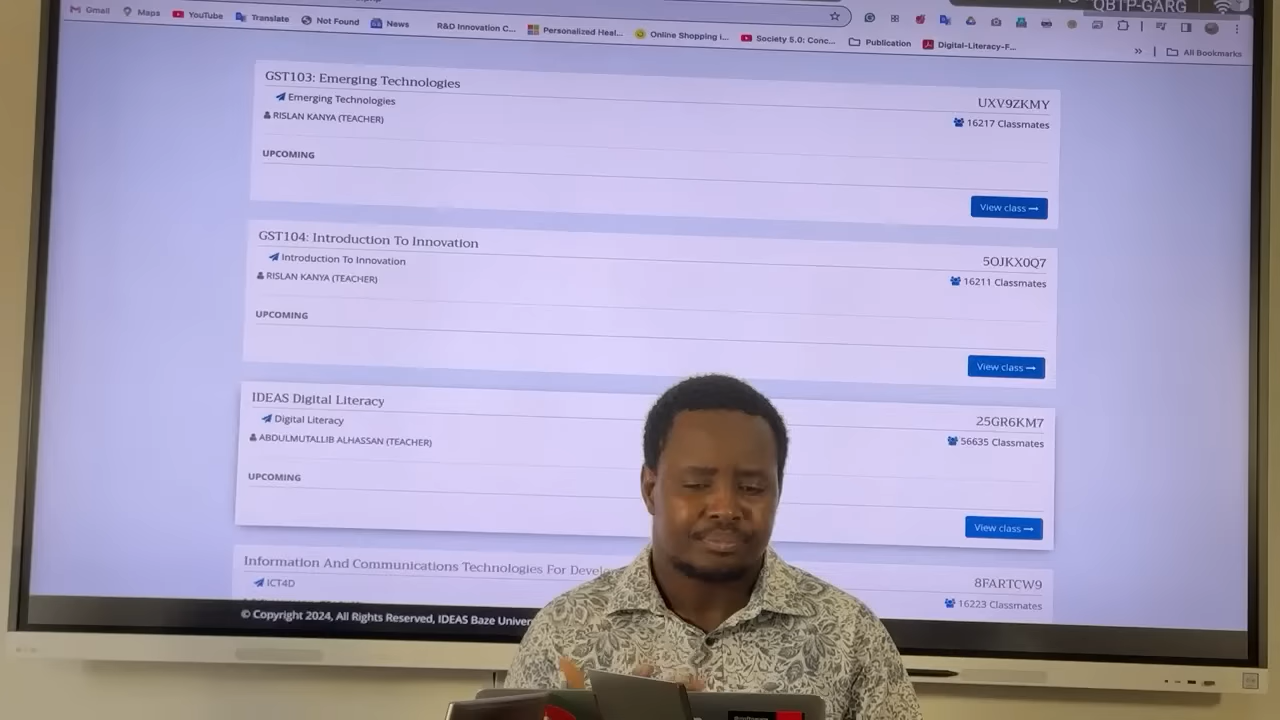 QBTP-GARG
Gmail Maps YouTube Translate Not Found News R&D Innovation C... Personalized Heal... Online Shopping i... Society 5.0: Conc... Publication Digital-Literacy-F... » All Bookmarks
GST103: Emerging Technologies
UXV9ZKMY
Emerging Technologies
16217 Classmates
RISLAN KANYA (TEACHER)
UPCOMING
View class
GST104: Introduction To Innovation
5OJKX0Q7
Introduction To Innovation
16211 Classmates
RISLAN KANYA (TEACHER)
UPCOMING
View class
IDEAS Digital Literacy
25GR6KM7
Digital Literacy
56635 Classmates
ABDULMUTALLIB ALHASSAN (TEACHER)
UPCOMING
View class
Information And Communications Technologies For
8FARTCW9
ICT4D
16223 Classmates
© Copyright 2024, All Rights Reserved, IDEAS Baze